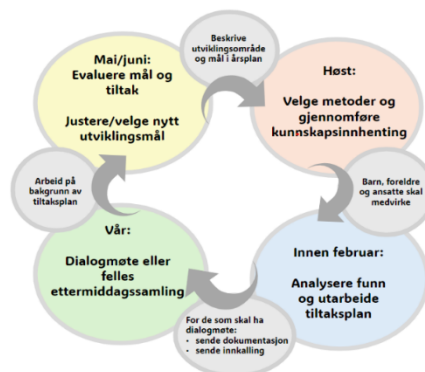 Beskrive
utviklingsområde
og mål i årsplan
Mai/juni:
Evaluere mål og
tiltak
Justere/velge nytt
utviklingsmål
Høst:
Velge metoder og
gjennomføre
kunnskapsinnhenting
Arbeid på
bakgrunn av
tiltaksplan
Barn, foreldre
og ansatte skal
medvirke
Vår:
Dialogmøte eller
felles
ettermiddagssamling
Innen februar:
Analysere funn
og utarbeide
tiltaksplan
For de som skal ha
dialogmøte:
• sende dokumentasjon
• sende innkalling